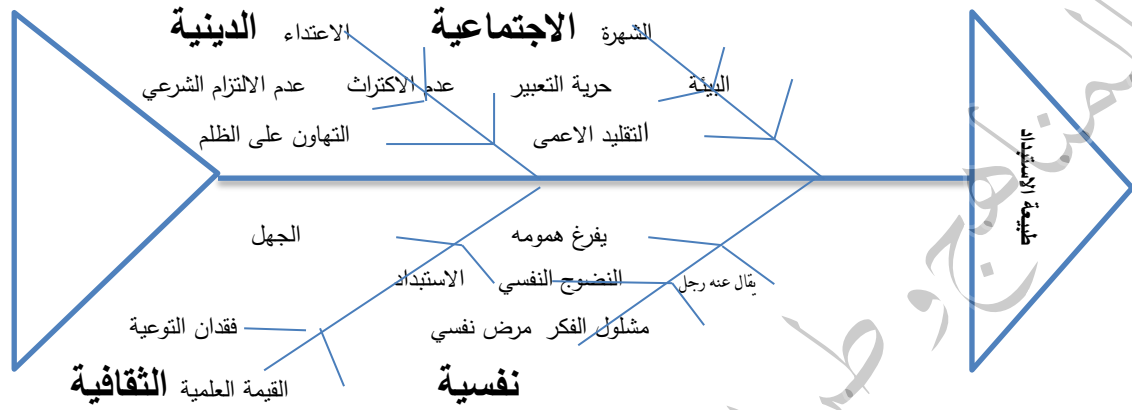 الشهرة الاجتماعية الاعتداء الدينية
البيئة حرية التعبير عدم الاكتراث عدم الالتزام الشرعي
التقليد الاعمى التهاون على الظلم
طبيعة الاستبداد
يفرغ همومه الجهل
يقال عنه رجل النضوج النفسي الاستبداد
مشلول الفكر مرض نفسي فقدان التوعية
نفسية القيمة العلمية الثقافية